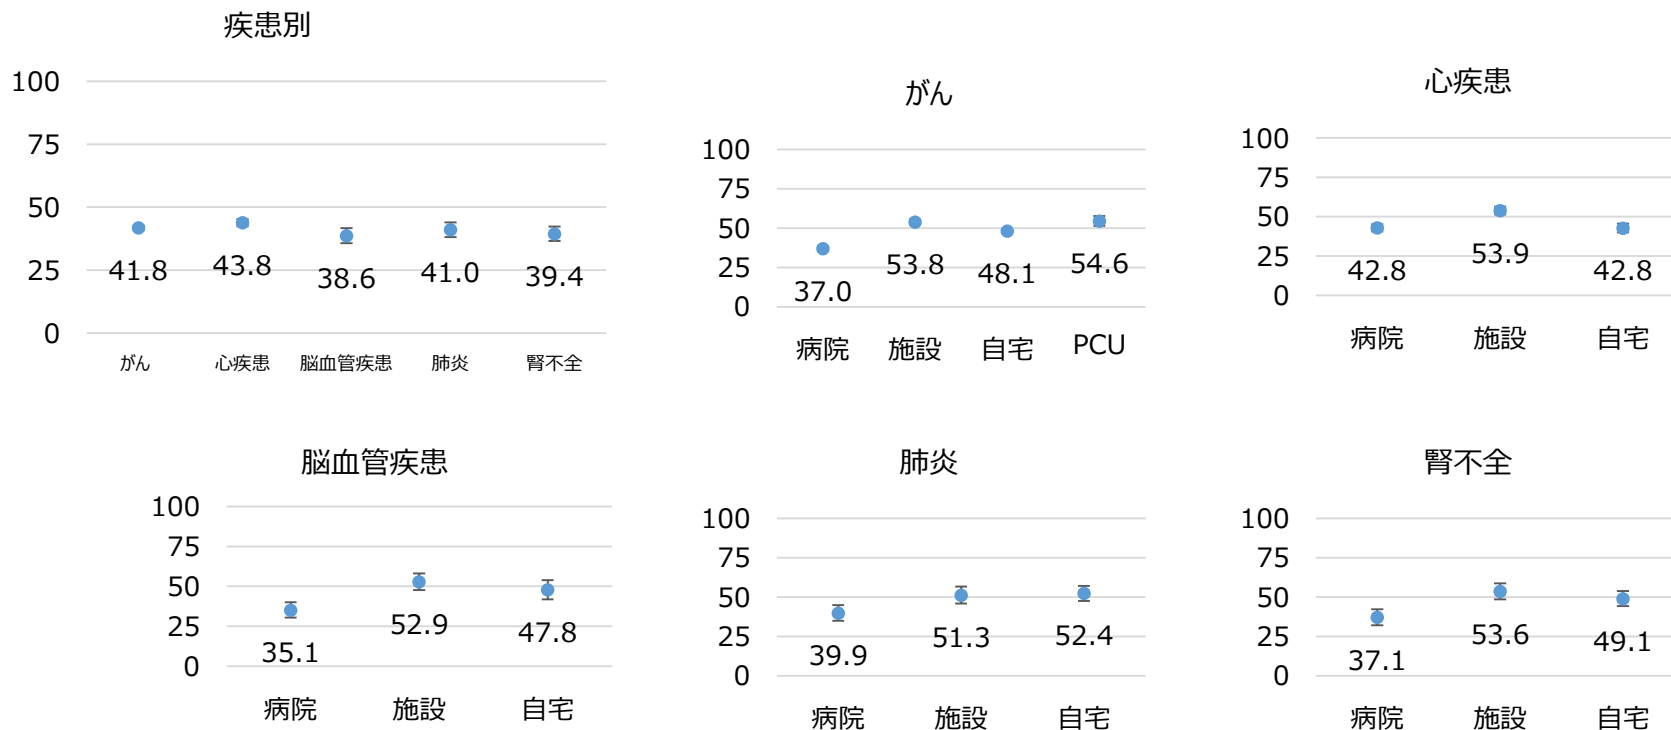 疾患別
100
75
50
25
0
41.8 43.8 38.6 41.0 39.4
がん 心疾患 脳血管疾患 肺炎 腎不全
がん
100
75
50
25
0
37.0 53.8 48.1 54.6
病院 施設 自宅 PCU
心疾患
100
75
50
25
0
42.8 53.9 42.8
病院 施設 自宅
脳血管疾患
100
75
50
25
0
35.1 52.9 47.8
病院 施設 自宅
肺炎
100
75
50
25
0
39.9 51.3 52.4
病院 施設 自宅
腎不全
100
75
50
25
0
37.1 53.6 49.1
病院 施設 自宅